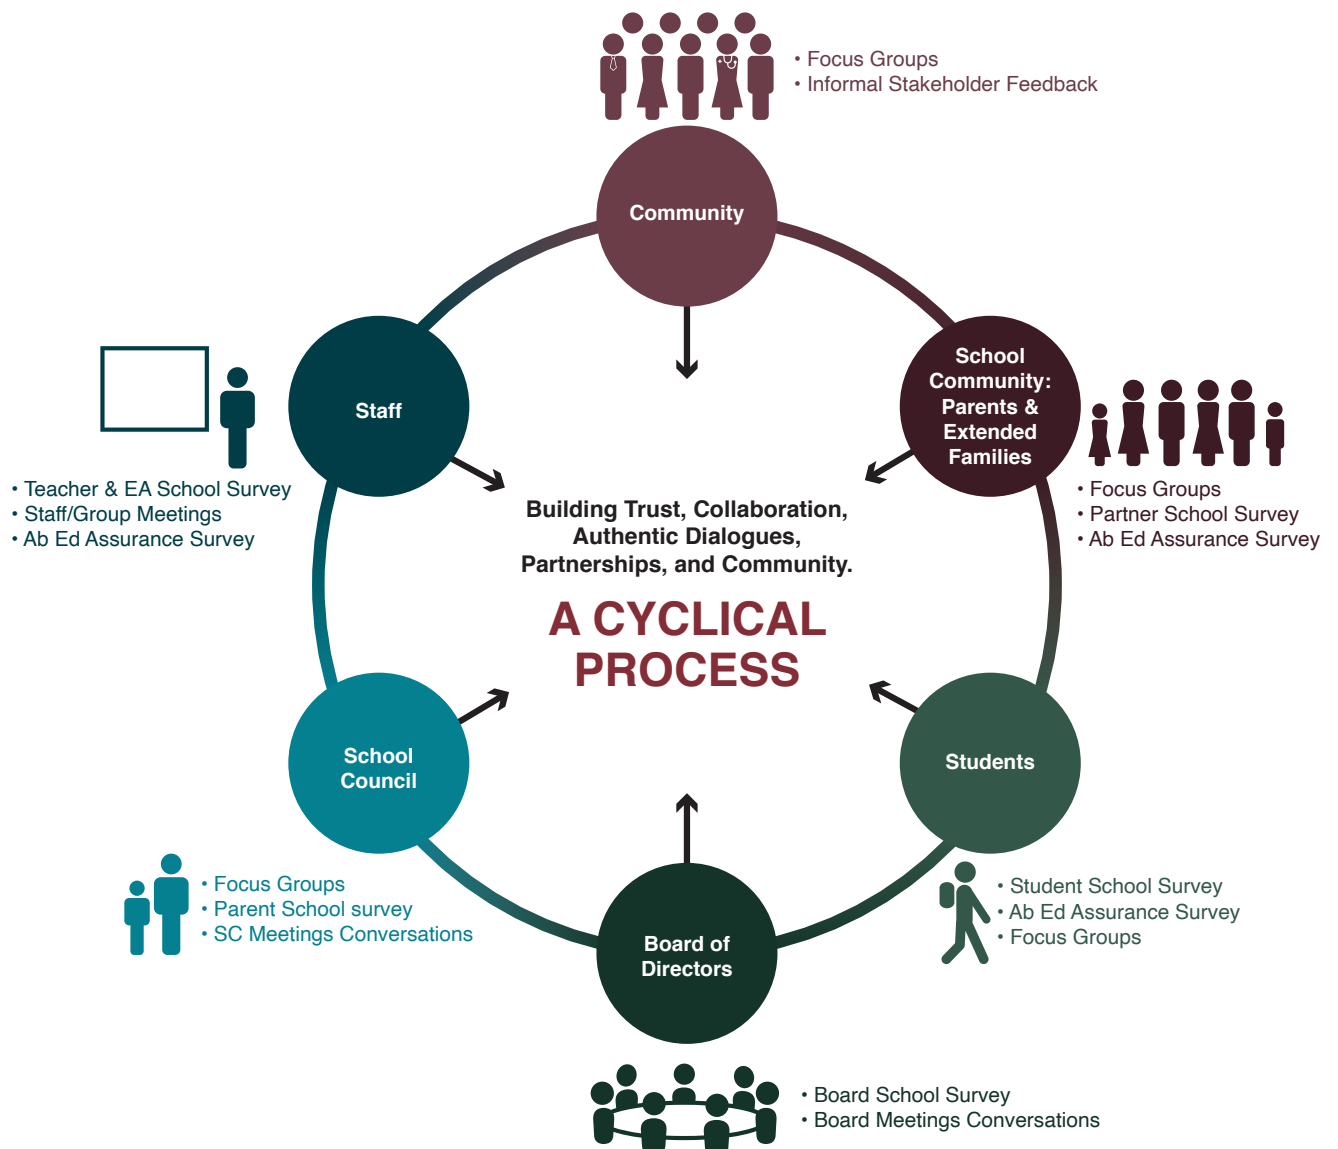 • Focus Groups
• Informal Stakeholder Feedback
Community
School
Community:
Parents &
Extended
Families
• Focus Groups
• Partner School Survey
• Ab Ed Assurance Survey
Staff
• Teacher & EA School Survey
• Staff/Group Meetings
• Ab Ed Assurance Survey
Building Trust, Collaboration,
Authentic Dialogues,
Partnerships, and Community.
A CYCLICAL
PROCESS
School
Council
• Focus Groups
• Parent School survey
• SC Meetings Conversations
Students
• Student School Survey
• Ab Ed Assurance Survey
• Focus Groups
Board of
Directors
• Board School Survey
• Board Meetings Conversations